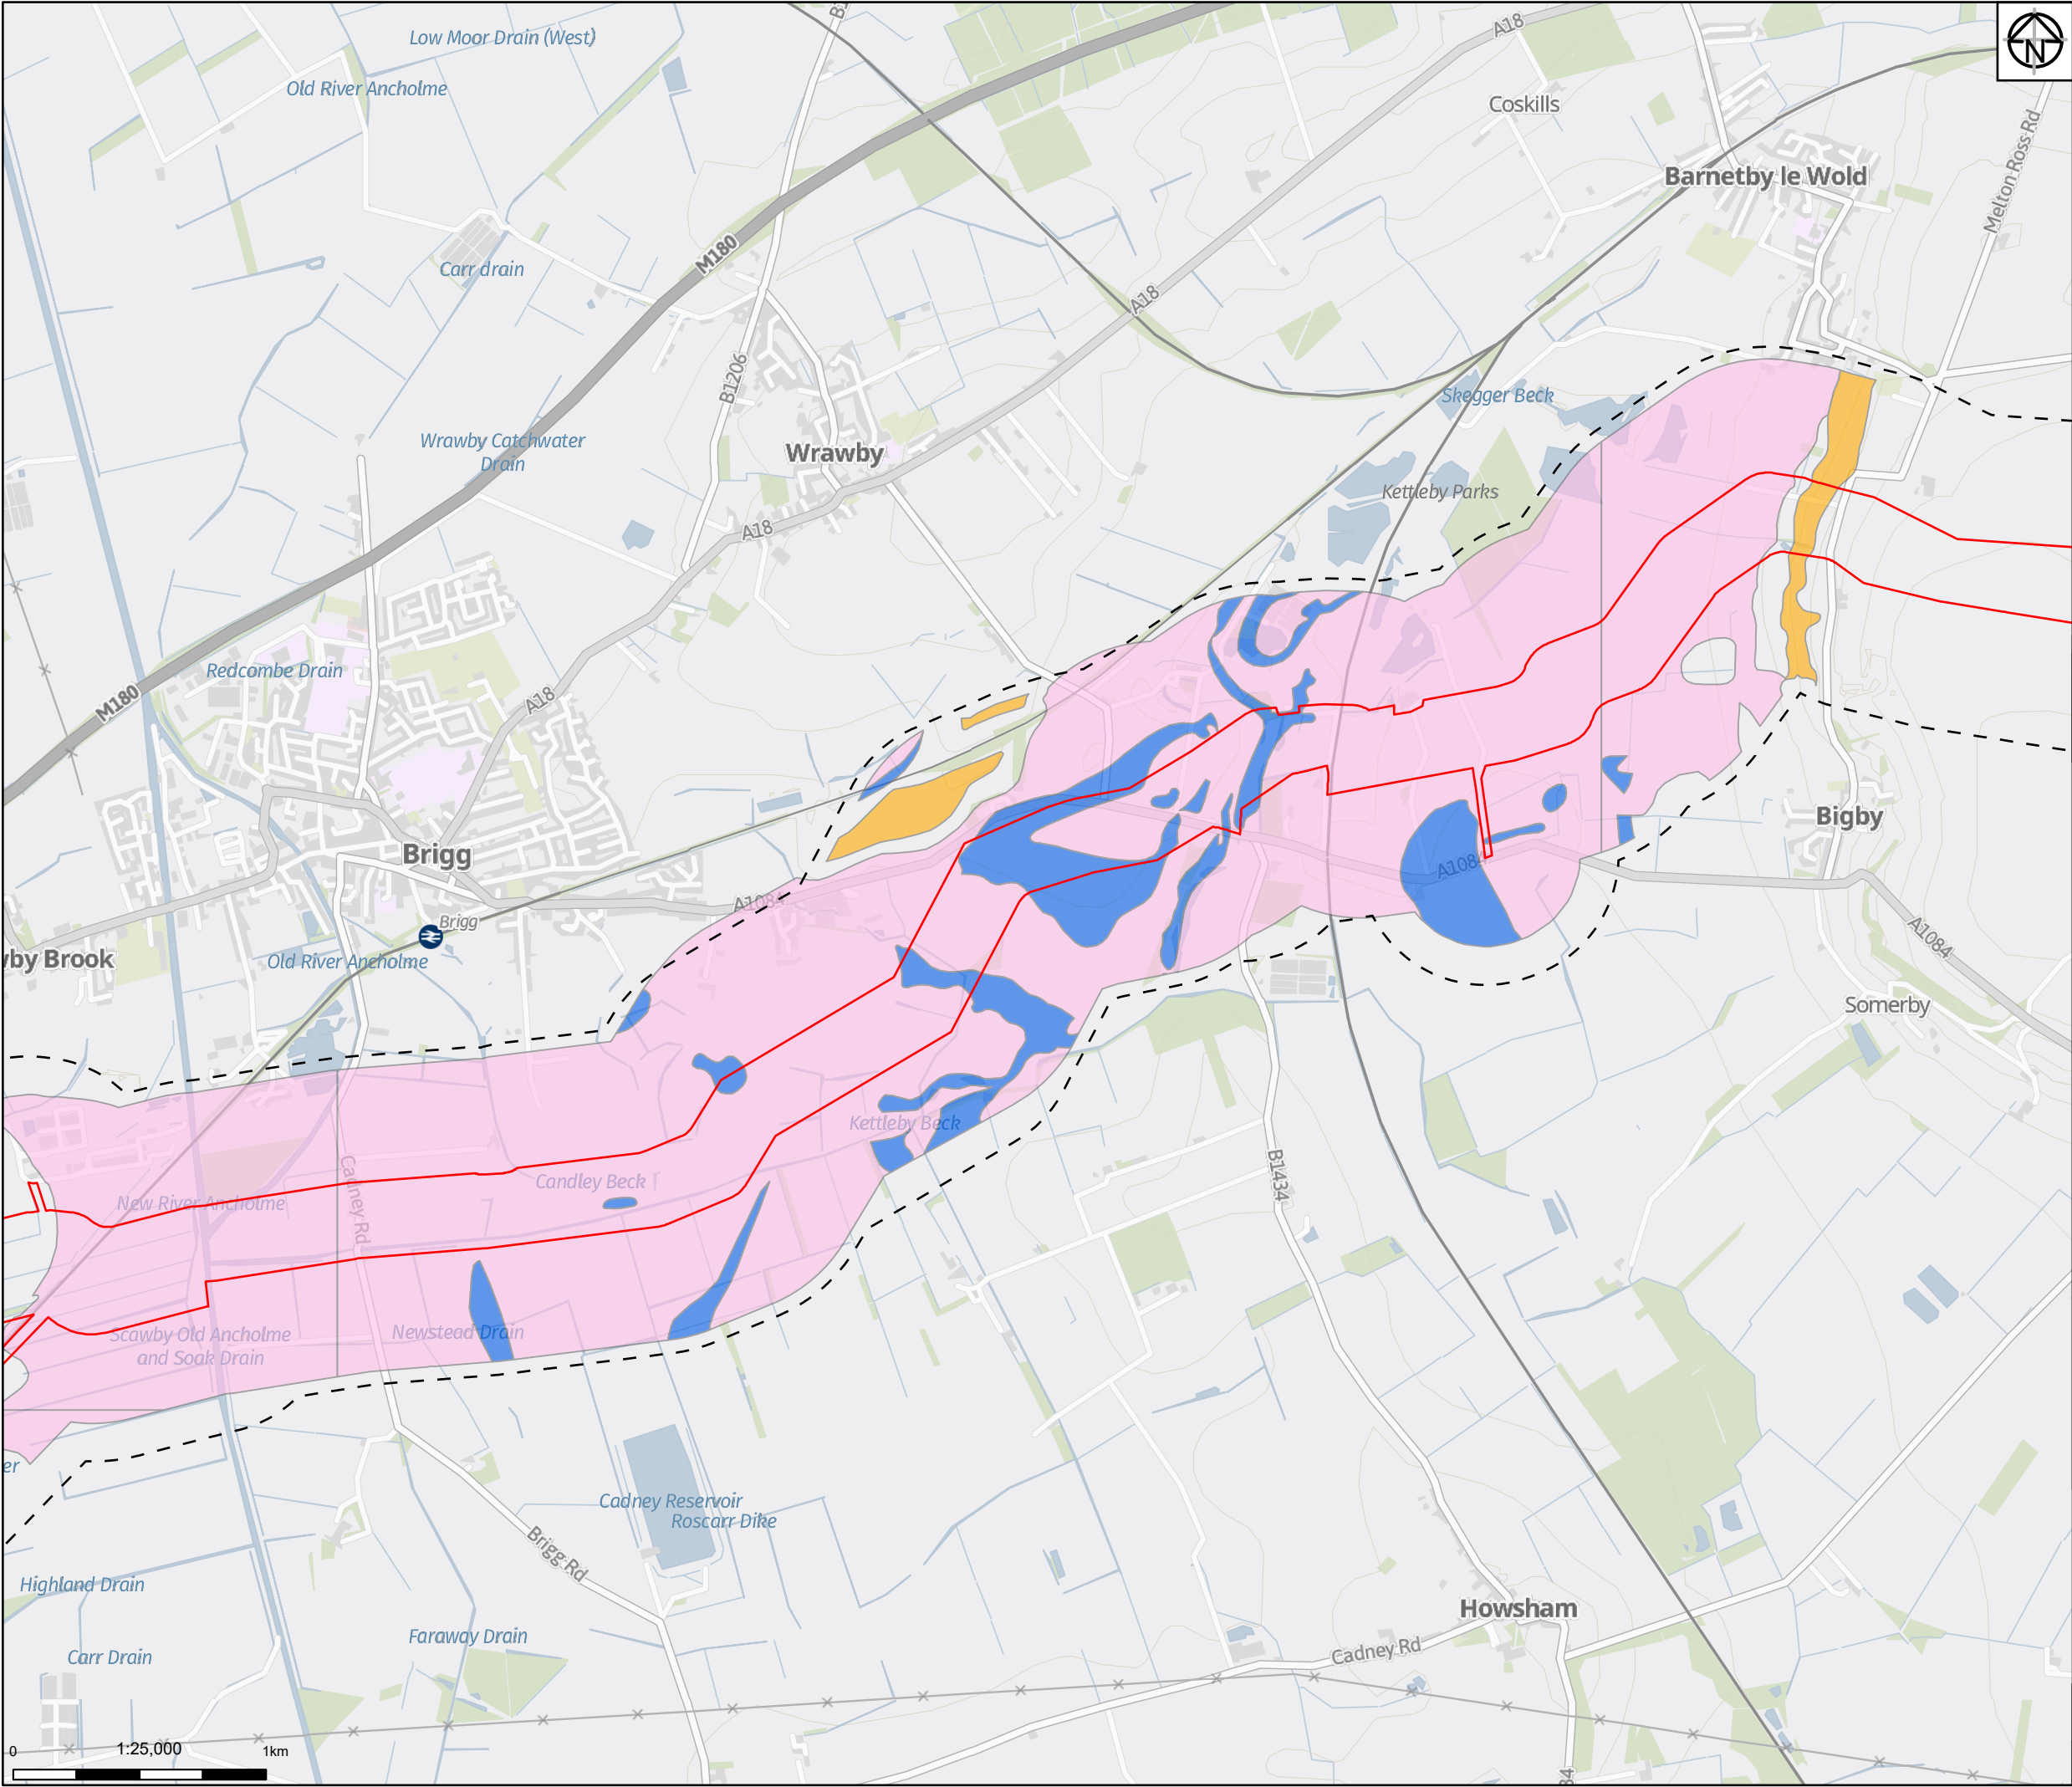 Low Moor Drain (West)
A18
N
Old River Ancholme
Coskills
Melton Ross Rd
Barnetby le Wold
M180
Carr drain
A18
B1206
Skegger Beck
Wrawby Catchwater
Drain
Wrawby
Kettleby Parks
A18
Redcombe Drain
M180
A18
Bigby
Brigg
A1084
A1084
Brigg
A1084
wby Brook
Old River Ancholme
Somerby
Kettleby Beck
Cadney Rd
Candley Beck
B1434
New River Ancholme
Newstead Drain
Scawby Old Ancholme
and Soak Drain
er
Cadney Reservoir
Roscarr Dike
Brigg Rd
Highland Drain
Howsham
Faraway Drain
Cadney Rd
Carr Drain
0 1:25,000 1km
34